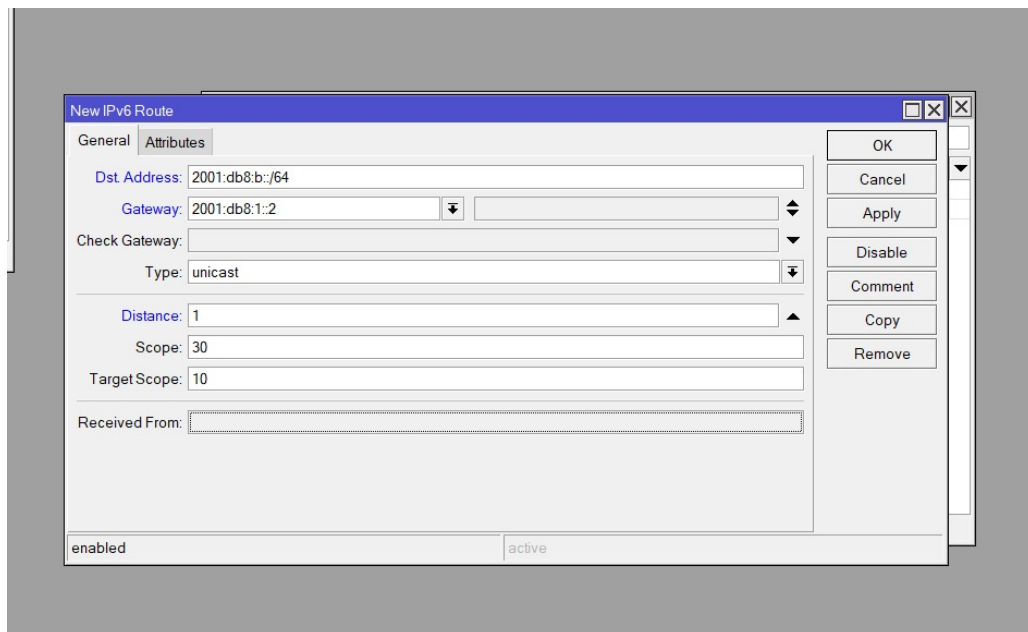 New IPv6 Route
General Attributes
Dst. Address: 2001:db8:b::/64
Gateway: 2001:db8:1::2
Check Gateway:
Type: unicast
Distance: 1
Scope: 30
Target Scope: 10
Received From:
OK
Cancel
Apply
Disable
Comment
Copy
Remove
enabled active